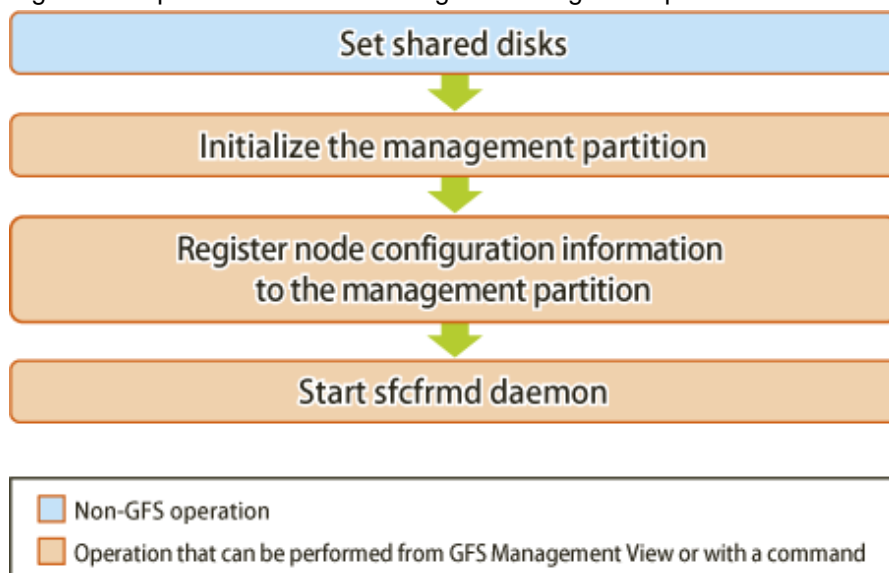 Set shared disks
Initialize the management partition
Register node configuration information
to the management partition
Start sfcfrmd daemon
Non-GFS operation
Operation that can be performed from GFS Management View or with a command